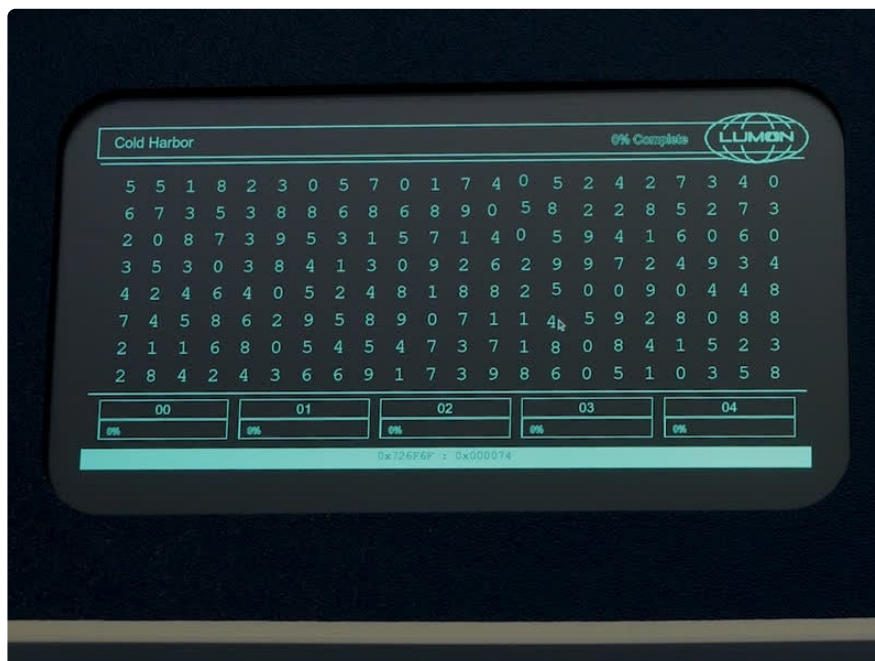 Cold Harbor 0% Complete LUMON
5 5 1 8 2 3 0 5 7 0 1 7 4 0 5 2 4 2 7 3 4 0
6 7 3 5 3 8 8 6 8 6 8 9 0 5 8 2 2 8 5 2 7 3
2 0 8 7 3 9 5 3 1 5 7 1 4 0 5 9 4 1 6 0 6 0
3 5 3 0 3 8 4 1 3 0 9 2 6 2 9 9 7 2 4 9 3 4
4 2 4 6 4 0 5 2 4 8 1 8 8 2 5 0 0 9 0 4 4 8
7 4 5 8 6 2 9 5 8 9 0 7 1 1 4 5 9 2 8 0 8 8
2 1 1 6 8 0 5 4 5 4 7 3 7 1 8 0 8 4 1 5 2 3
2 8 4 2 4 3 6 6 9 1 7 3 9 8 6 0 5 1 0 3 5 8
00 01 02 03 04
0% 0% 0% 0% 0%
0x726F6F : 0x000074